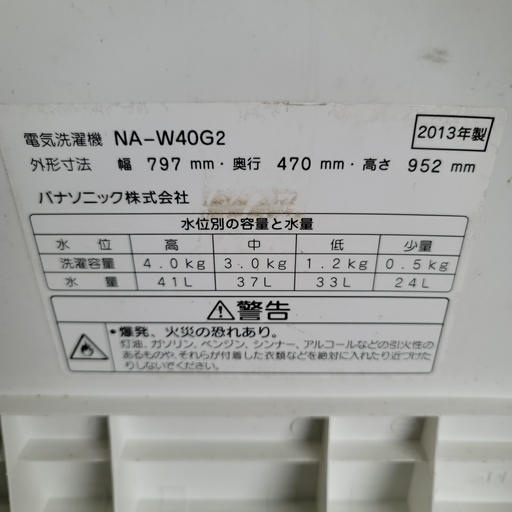 電気洗濯機 NA-W40G2 2013年製
外形寸法 幅 797 mm・奥行 470 mm・高さ 952 mm
パナソニック株式会社
水位別の容量と水量
水 位 高 中 低 少量
洗濯容量 4.0kg 3.0kg 1.2kg 0.5kg
水 量 41L 37L 33L 24L
警告
・爆発、火災の恐れあり。
灯油、ガソリン、ベンジン、シンナー、アルコールなどの引火性の
あるものや、それらが付着した衣類などを絶対に入れたり近づけた
りしないでください。